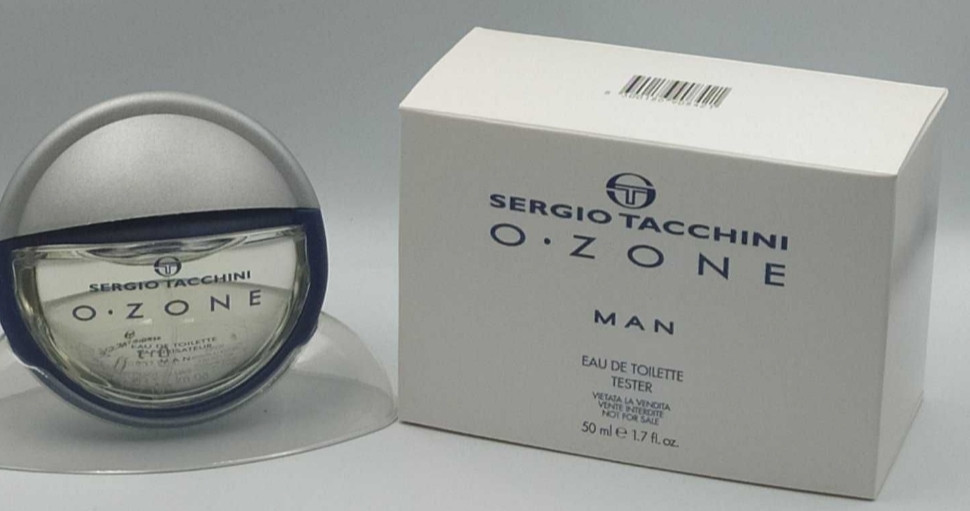 SERGIO TACCHINI
O·ZONE
EAU DE TOILETTE
SERGIO TACCHINI
O·ZONE
MAN
EAU DE TOILETTE
TESTER
VIETATA LA VENDITA
VENTE INTERDITE
NOT FOR SALE
50 ml ℮ 1.7 fl. oz.